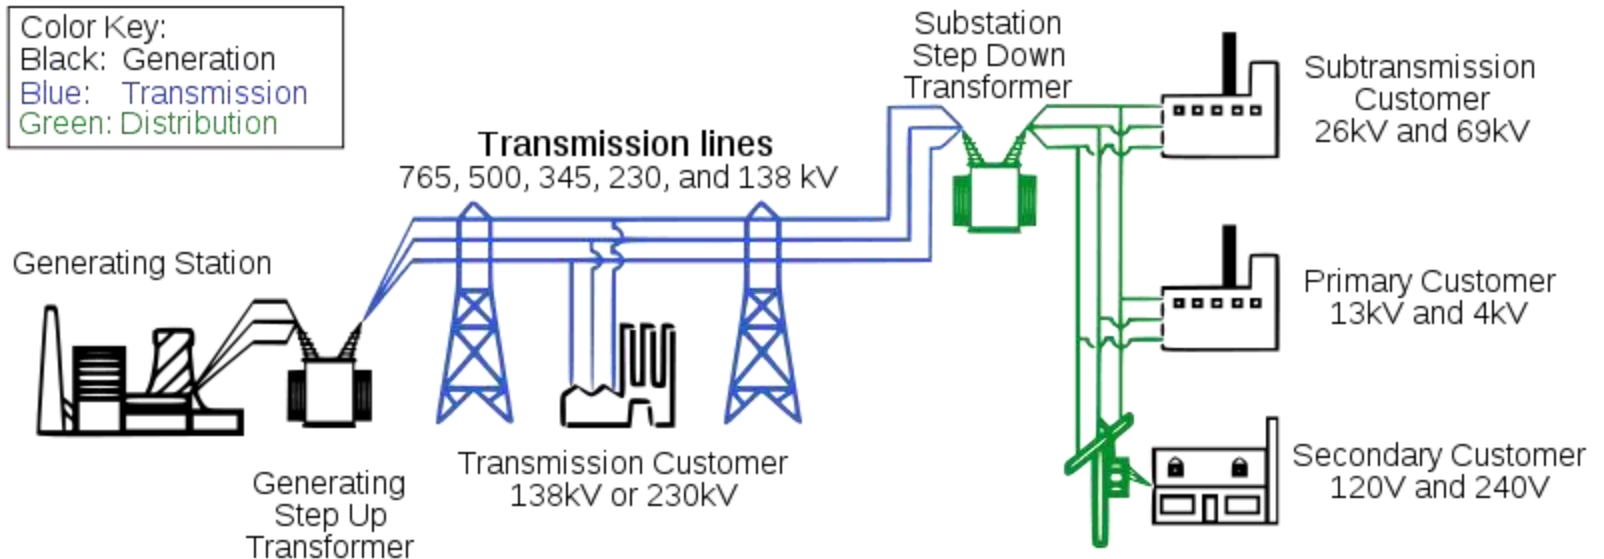 Color Key:
Black: Generation
Blue: Transmission
Green: Distribution
Substation
Step Down
Transformer
Subtransmission
Customer
26kV and 69kV
Transmission lines
765, 500, 345, 230, and 138 kV
Generating Station
Primary Customer
13kV and 4kV
Transmission Customer
138kV or 230kV
Generating
Step Up
Transformer
Secondary Customer
120V and 240V